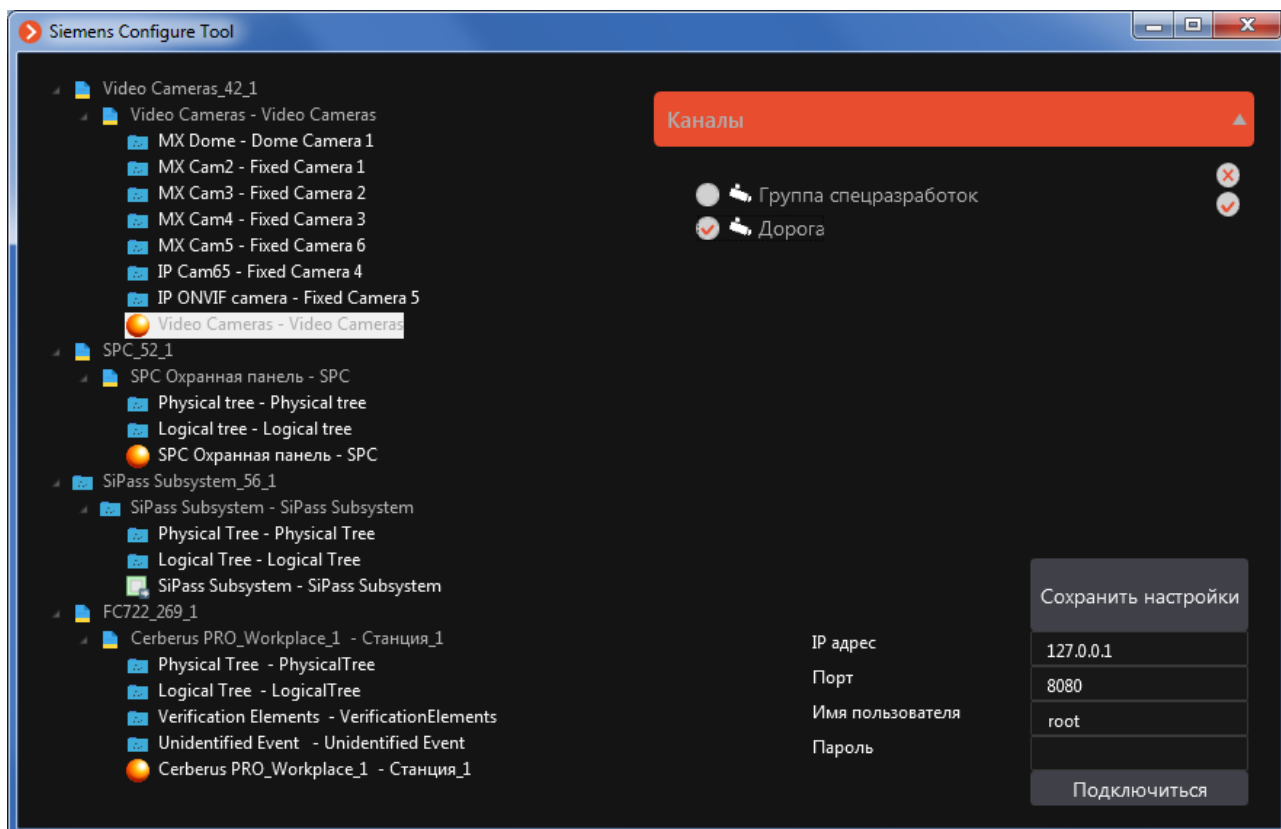 Siemens Configure Tool
Video Cameras_42_1
Video Cameras - Video Cameras
MX Dome - Dome Camera 1
MX Cam2 - Fixed Camera 1
MX Cam3 - Fixed Camera 2
MX Cam4 - Fixed Camera 3
MX Cam5 - Fixed Camera 6
IP Cam65 - Fixed Camera 4
IP ONVIF camera - Fixed Camera 5
Video Cameras - Video Cameras
SPC_52_1
SPC Охранная панель - SPC
Physical tree - Physical tree
Logical tree - Logical tree
SPC Охранная панель - SPC
SiPass Subsystem_56_1
SiPass Subsystem - SiPass Subsystem
Physical Tree - Physical Tree
Logical Tree - Logical Tree
SiPass Subsystem - SiPass Subsystem
FC722_269_1
Cerberus PRO_Workplace_1 - Станция_1
Physical Tree - PhysicalTree
Logical Tree - LogicalTree
Verification Elements - VerificationElements
Unidentified Event - Unidentified Event
Cerberus PRO_Workplace_1 - Станция_1
Каналы
Группа спецразработок
Дорога
Сохранить настройки
IP адрес 127.0.0.1
Порт 8080
Имя пользователя root
Пароль
Подключиться